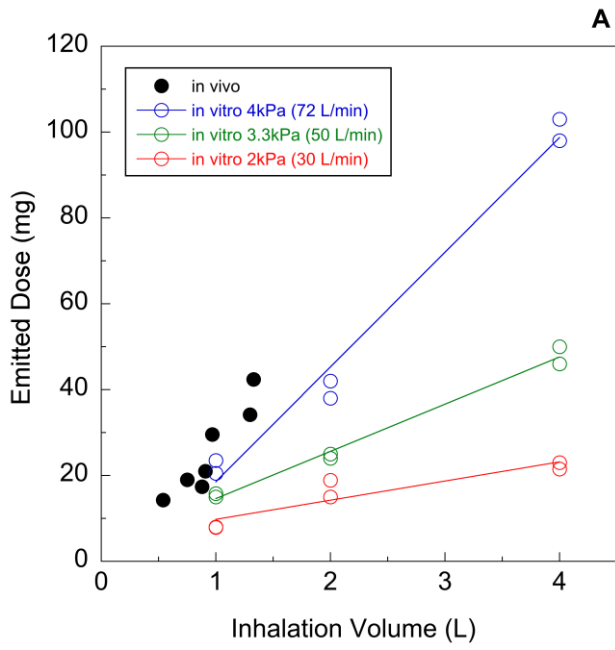 A
120
100
80
60
40
20
0
Emitted Dose (mg)
in vivo
in vitro 4kPa (72 L/min)
in vitro 3.3kPa (50 L/min)
in vitro 2kPa (30 L/min)
0 1 2 3 4
Inhalation Volume (L)